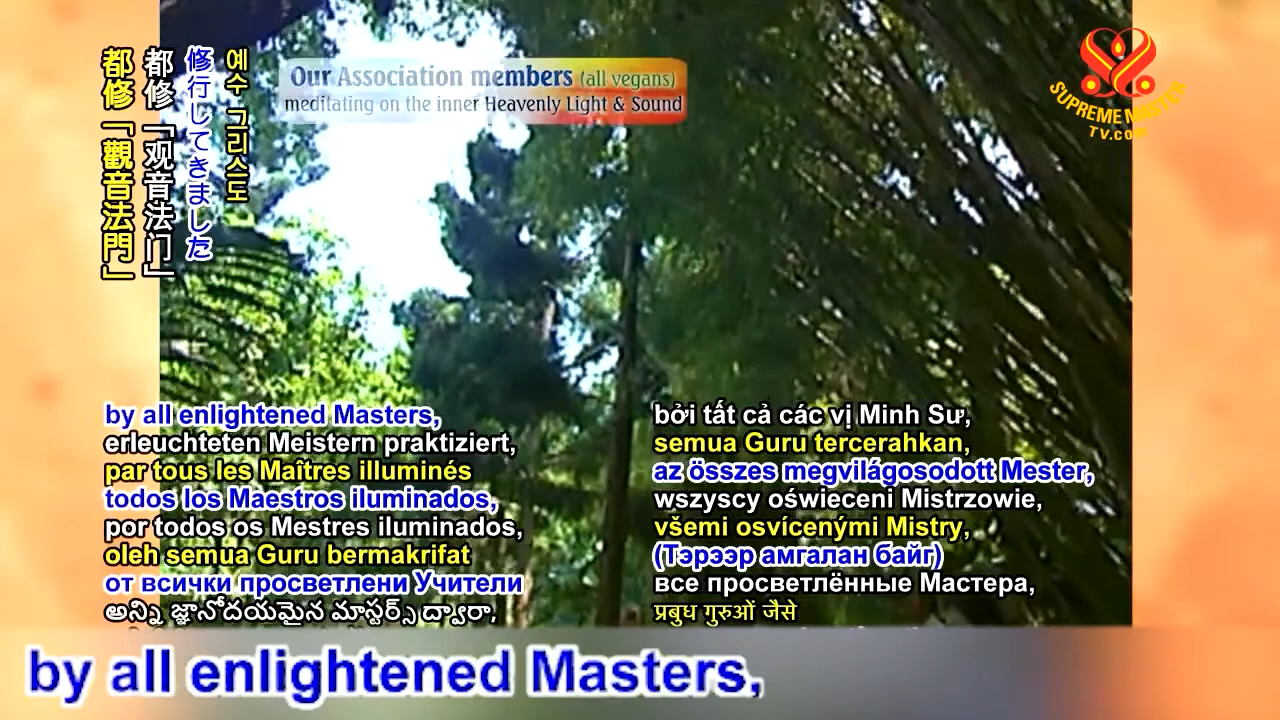 都修「觀音法門」
都修「观音法门」
修行してきました
예수 그리스도
Our Association members (all vegans)
meditating on the inner Heavenly Light & Sound
SUPREME MASTER
TV.COM
by all enlightened Masters,
erleuchteten Meistern praktiziert,
par tous les Maîtres illuminés
todos los Maestros iluminados,
por todos os Mestres iluminados,
oleh semua Guru bermakrifat
от всички просветлени Учители
అన్ని జ్ఞానోదయమైన మాస్టర్స్ ద్వారా,
bởi tất cả các vị Minh Sư,
semua Guru tercerahkan,
az összes megvilágosodott Mester,
wszyscy oświeceni Mistrzowie,
všemi osvícenými Mistry,
(Тэрээр амгалан байг)
все просветлённые Мастера,
प्रबुध गुरुओं जैसे
by all enlightened Masters,